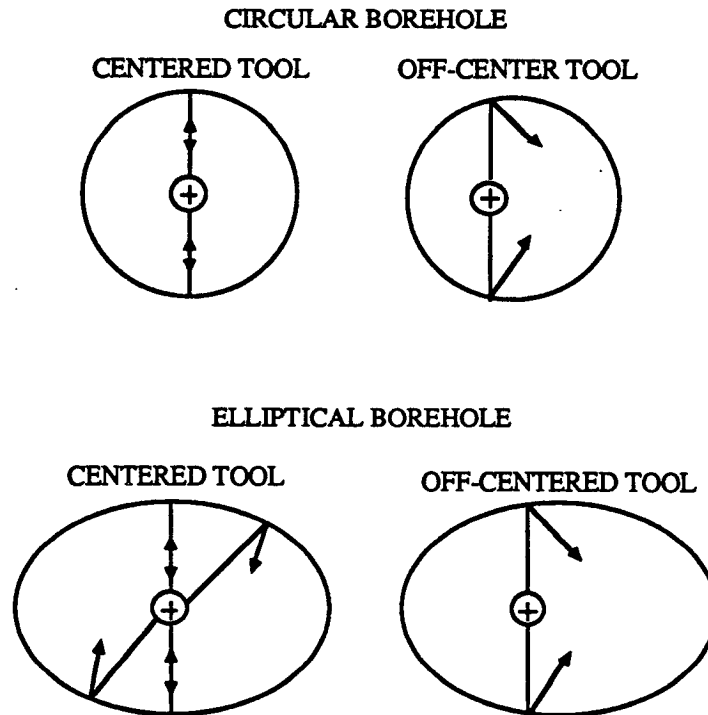 CIRCULAR BOREHOLE
CENTERED TOOL OFF-CENTER TOOL
ELLIPTICAL BOREHOLE
CENTERED TOOL OFF-CENTERED TOOL